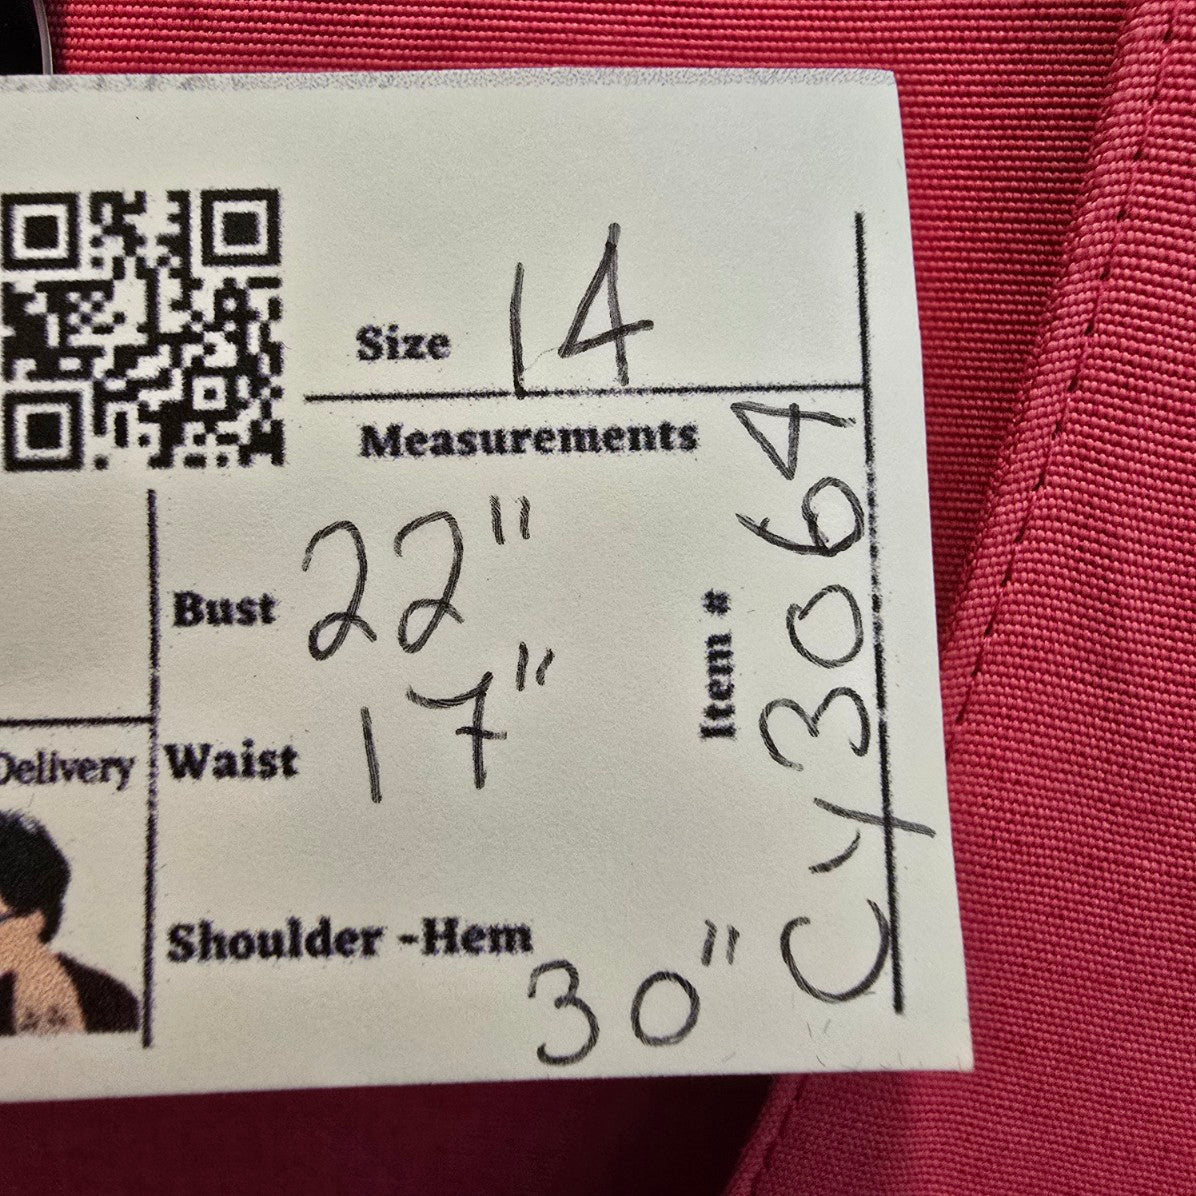 Size 14
Measurements
Bust 22"
Waist 17"
Shoulder -Hem
30"
Item # CY3064
Delivery